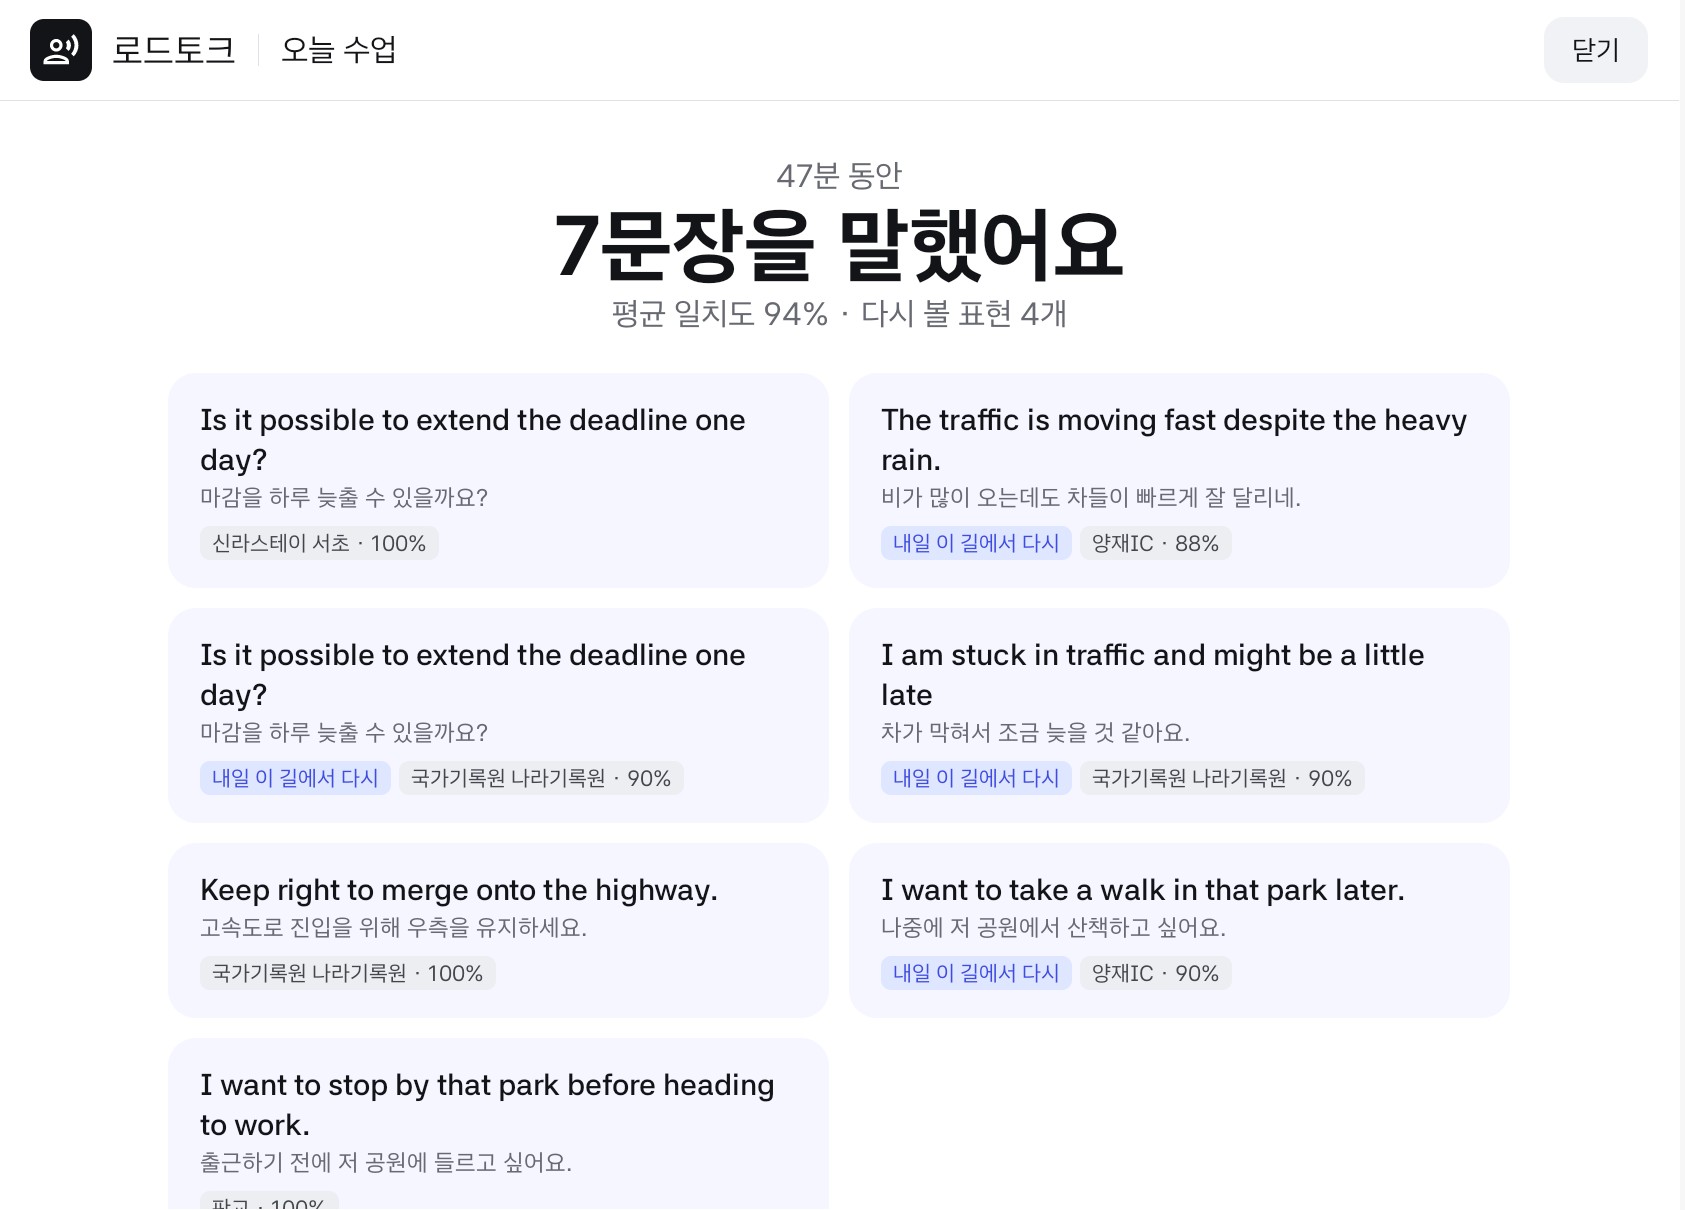 로드토크
오늘 수업
닫기
47분 동안
7문장을 말했어요
평균 일치도 94% · 다시 볼 표현 4개
Is it possible to extend the deadline one
day?
마감을 하루 늦출 수 있을까요?
신라스테이 서초 · 100%
The traffic is moving fast despite the heavy
rain.
비가 많이 오는데도 차들이 빠르게 잘 달리네.
내일 이 길에서 다시
양재IC · 88%
Is it possible to extend the deadline one
day?
마감을 하루 늦출 수 있을까요?
내일 이 길에서 다시
국가기록원 나라기록원 · 90%
I am stuck in traffic and might be a little
late
차가 막혀서 조금 늦을 것 같아요.
내일 이 길에서 다시
국가기록원 나라기록원 · 90%
Keep right to merge onto the highway.
고속도로 진입을 위해 우측을 유지하세요.
국가기록원 나라기록원 · 100%
I want to take a walk in that park later.
나중에 저 공원에서 산책하고 싶어요.
내일 이 길에서 다시
양재IC · 90%
I want to stop by that park before heading
to work.
출근하기 전에 저 공원에 들르고 싶어요.
판교 · 100%